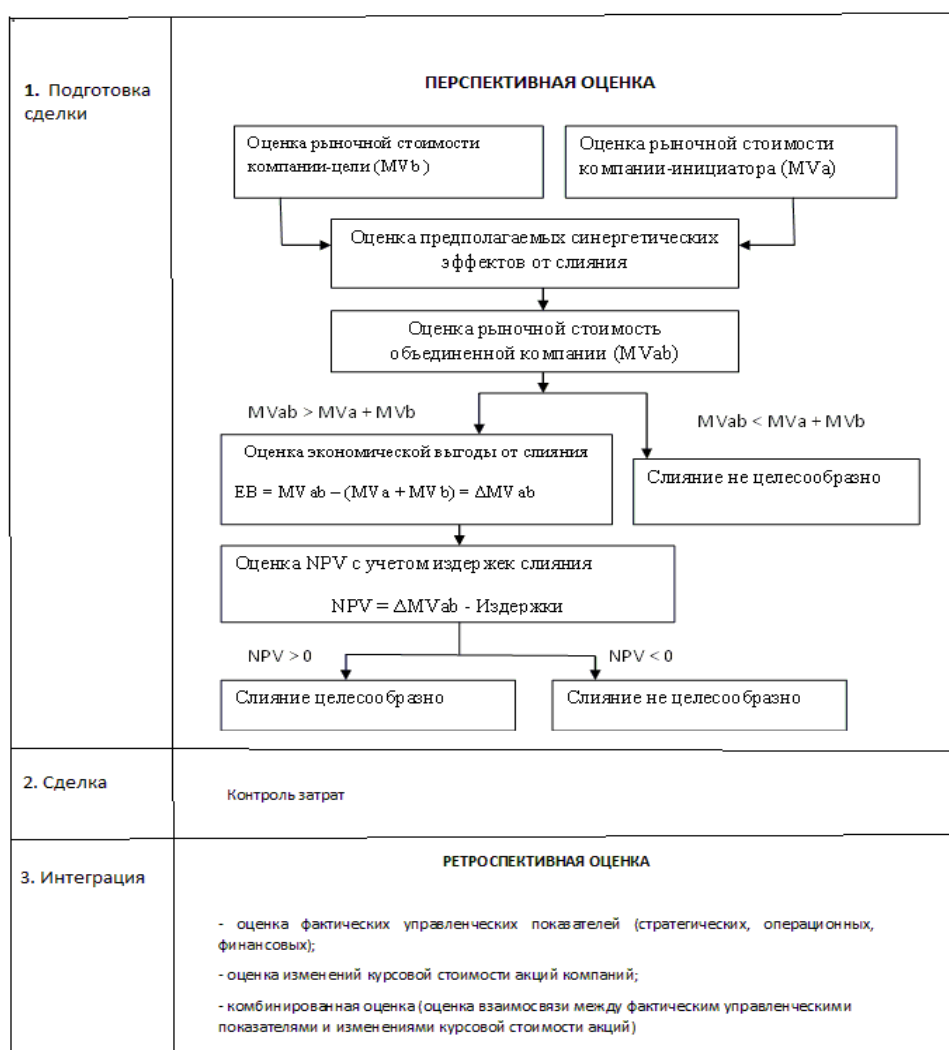 1. Подготовка
сделки
ПЕРСПЕКТИВНАЯ ОЦЕНКА
Оценка рыночной стоимости
компании-цели (MVb)
Оценка рыночной стоимости
компании-инициатора (MVa)
Оценка предполагаемых синергетических
эффектов от слияния
Оценка рыночной стоимость
объединенной компании (MVab)
MVab > MVa + MVb
MVab < MVa + MVb
Оценка экономической выгоды от слияния
EB = MVab – (MVa + MVb) = ΔMVab
Слияние не целесообразно
Оценка NPV с учетом издержек слияния
NPV = ΔMVab - Издержки
NPV > 0
NPV < 0
Слияние целесообразно
Слияние не целесообразно
2. Сделка
Контроль затрат
3. Интеграция
РЕТРОСПЕКТИВНАЯ ОЦЕНКА
- оценка фактических управленческих показателей (стратегических, операционных,
финансовых);
- оценка изменений курсовой стоимости акций компаний;
- комбинированная оценка (оценка взаимосвязи между фактическим управленческими
показателями и изменениями курсовой стоимости акций)